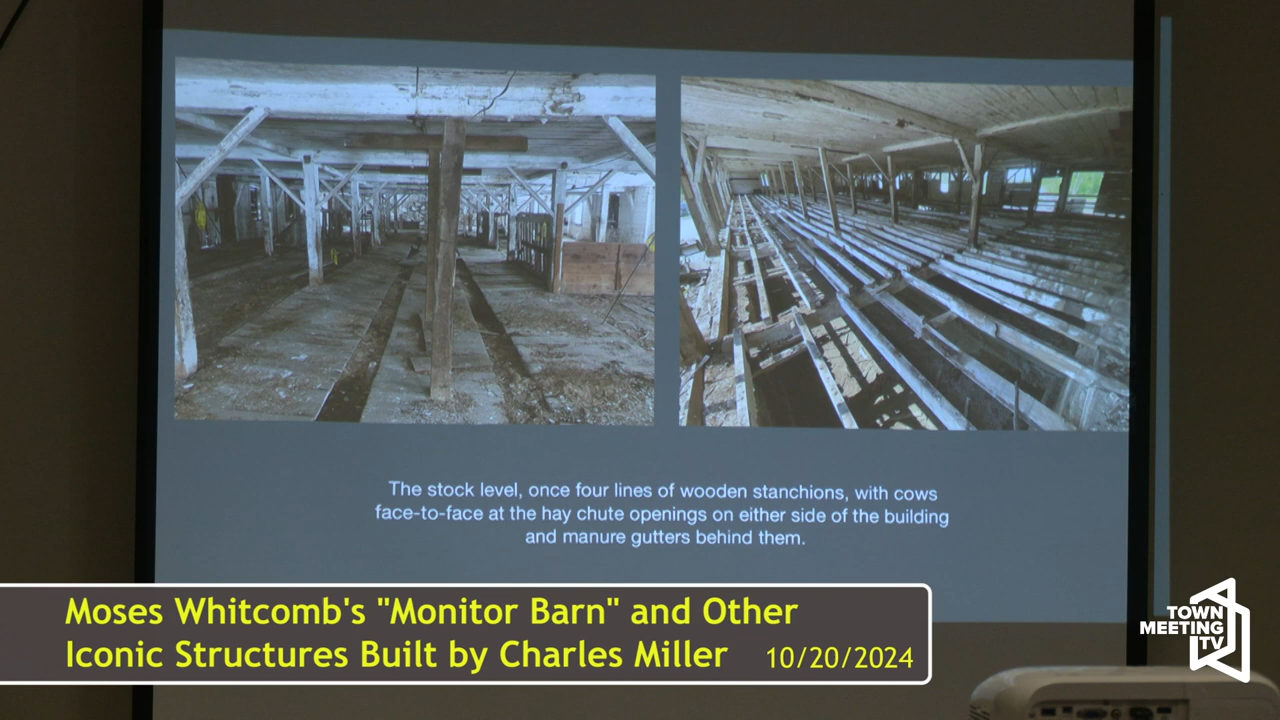 The stock level, once four lines of wooden stanchions, with cows
face-to-face at the hay chute openings on either side of the building
and manure gutters behind them.
Moses Whitcomb's "Monitor Barn" and Other
Iconic Structures Built by Charles Miller 10/20/2024
TOWN
MEETING
TV